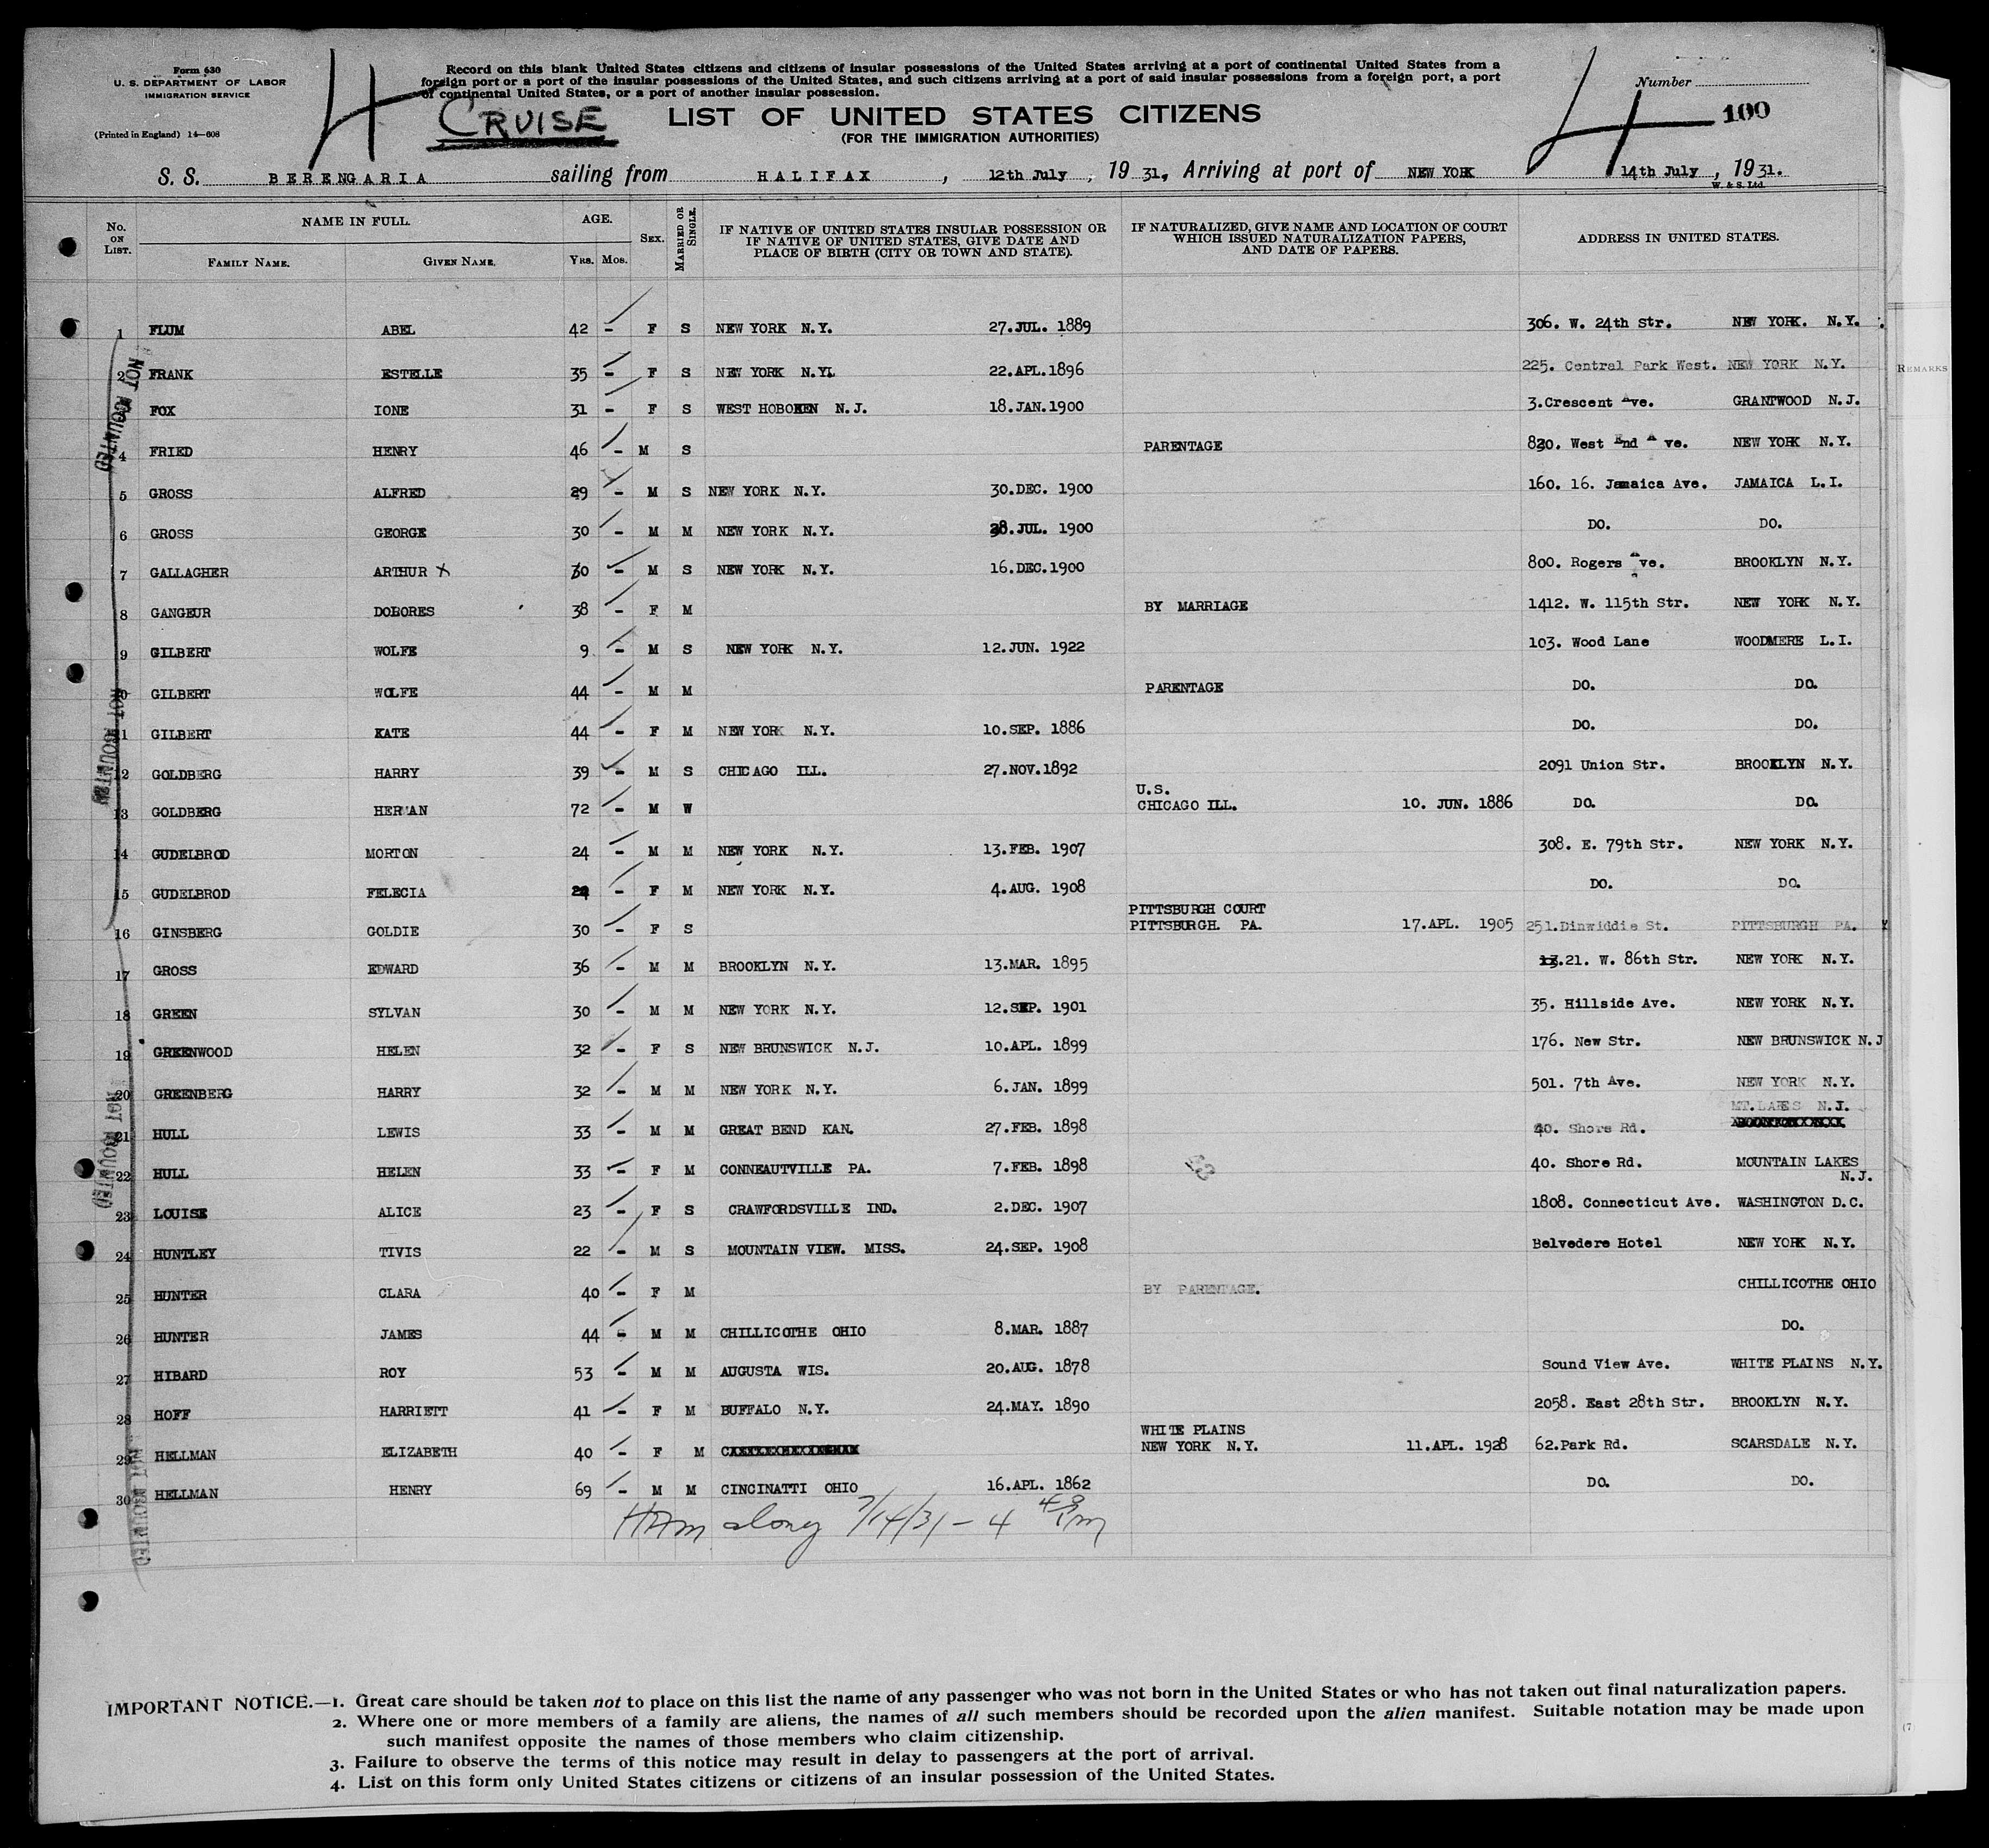 Form 630
U. S. DEPARTMENT OF LABOR
IMMIGRATION SERVICE
(Printed in England) 14—608
4
CRUISE
Record on this blank United States citizens and citizens of insular possessions of the United States arriving at a port of continental United States from a
foreign port or a port of the insular possessions of the United States, and such citizens arriving at a port of said insular possessions from a foreign port, a port
of continental United States, or a port of another insular possession.
LIST OF UNITED STATES CITIZENS
(FOR THE IMMIGRATION AUTHORITIES)
Number
4
100
S. S. BERENGARIA sailing from HALIFAX, 12th July, 19 31, Arriving at port of NEW YORK 14th July, 19 31.
W. & S. Ltd.
No. ON LIST. NAME IN FULL. FAMILY NAME. GIVEN NAME. AGE. YRS. MOS. SEX. MARRIED OR SINGLE. IF NATIVE OF UNITED STATES INSULAR POSSESSION OR IF NATIVE OF UNITED STATES, GIVE DATE AND PLACE OF BIRTH (CITY OR TOWN AND STATE). IF NATURALIZED, GIVE NAME AND LOCATION OF COURT WHICH ISSUED NATURALIZATION PAPERS, AND DATE OF PAPERS. ADDRESS IN UNITED STATES.
REMARKS
1 FLUM ABEL 42 - F S NEW YORK N.Y. 27.JUL. 1889 306. W. 24th Str. NEW YORK. N.Y.
2 FRANK ESTELLE 35 - F S NEW YORK N.Y. 22.APL.1896 225. Central Park West. NEW YORK N.Y.
3 FOX IONE 31 - F S WEST HOBOKEN N.J. 18.JAN.1900 3.Crescent Ave. GRANTWOOD N.J.
4 FRIED HENRY 46 - M S PARENTAGE 830. West End Ave. NEW YORK N.Y.
5 GROSS ALFRED 29 - M S NEW YORK N.Y. 30.DEC. 1900 160. 16. Jamaica Ave. JAMAICA L.I.
6 GROSS GEORGE 30 - M M NEW YORK N.Y. 28.JUL. 1900 DO. DO.
7 GALLAGHER ARTHUR X 30 - M S NEW YORK N.Y. 16.DEC.1900 800. Rogers Ave. BROOKLYN N.Y.
8 GANGEUR DOLORES 38 - F M BY MARRIAGE 1412. W. 115th Str. NEW YORK N.Y.
9 GILBERT WOLFE 9 - M S NEW YORK N.Y. 12.JUN. 1922 103. Wood Lane WOODMERE L.I.
10 GILBERT WOLFE 44 - M M PARENTAGE DO. DO.
11 GILBERT KATE 44 - F M NEW YORK N.Y. 10.SEP. 1886 DO. DO.
12 GOLDBERG HARRY 39 - M S CHICAGO ILL. 27.NOV.1892 2091 Union Str. BROOKLYN N.Y.
U.S.
13 GOLDBERG HERMAN 72 - M W CHICAGO ILL. 10. JUN. 1886 DO. DO.
14 GUDELBROD MORTON 24 - M M NEW YORK N.Y. 13.FEB. 1907 308. E. 79th Str. NEW YORK N.Y.
15 GUDELBROD FELECIA - F M NEW YORK N.Y. 4.AUG. 1908 DO. DO.
PITTSBURGH COURT
16 GINSBERG GOLDIE 30 - F S PITTSBURGH. PA. 17.APL. 1905 251.Dinwiddie St. PITTSBURGH PA.
17 GROSS EDWARD 36 - M M BROOKLYN N.Y. 13.MAR. 1895 .21. W. 86th Str. NEW YORK N.Y.
18 GREEN SYLVAN 30 - M M NEW YORK N.Y. 12.SEP. 1901 35. Hillside Ave. NEW YORK N.Y.
19 GREENWOOD HELEN 32 - F S NEW BRUNSWICK N.J. 10.APL. 1899 176. New Str. NEW BRUNSWICK N.J
20 GREENBERG HARRY 32 - M M NEW YORK N.Y. 6.JAN. 1899 501. 7th Ave. NEW YORK N.Y.
MT.LAKES N.J.
21 HULL LEWIS 33 - M M GREAT BEND KAN. 27.FEB. 1898 40. Shore Rd.
22 HULL HELEN 33 - F M CONNEAUTVILLE PA. 7.FEB. 1898 40. Shore Rd. MOUNTAIN LAKES
N.J.
23 LOUISE ALICE 23 - F S CRAWFORDSVILLE IND. 2.DEC. 1907 1808. Connecticut Ave. WASHINGTON D.C.
24 HUNTLEY TIVIS 22 - M S MOUNTAIN VIEW. MISS. 24.SEP. 1908 Belvedere Hotel NEW YORK N.Y.
25 HUNTER CLARA 40 - F M BY PARENTAGE. CHILLICOTHE OHIO
26 HUNTER JAMES 44 - M M CHILLICOTHE OHIO 8.MAR. 1887 DO.
27 HIBARD ROY 53 - M M AUGUSTA WIS. 20.AUG. 1878 Sound View Ave. WHITE PLAINS N.Y.
28 HOFF HARRIETT 41 - F M BUFFALO N.Y. 24.MAY. 1890 2058. East 28th Str. BROOKLYN N.Y.
WHITE PLAINS
29 HELLMAN ELIZABETH 40 - F M NEW YORK N.Y. 11.APL. 1928 62.Park Rd. SCARSDALE N.Y.
30 HELLMAN HENRY 69 - M M CINCINATTI OHIO 16.APL. 1862 DO. DO.
7/14/31 - 4
NOT COUNTED
NOT COUNTED
NOT COUNTED
NOT COUNTED
IMPORTANT NOTICE.—1. Great care should be taken not to place on this list the name of any passenger who was not born in the United States or who has not taken out final naturalization papers.
2. Where one or more members of a family are aliens, the names of all such members should be recorded upon the alien manifest. Suitable notation may be made upon
such manifest opposite the names of those members who claim citizenship.
3. Failure to observe the terms of this notice may result in delay to passengers at the port of arrival.
4. List on this form only United States citizens or citizens of an insular possession of the United States.
(7)